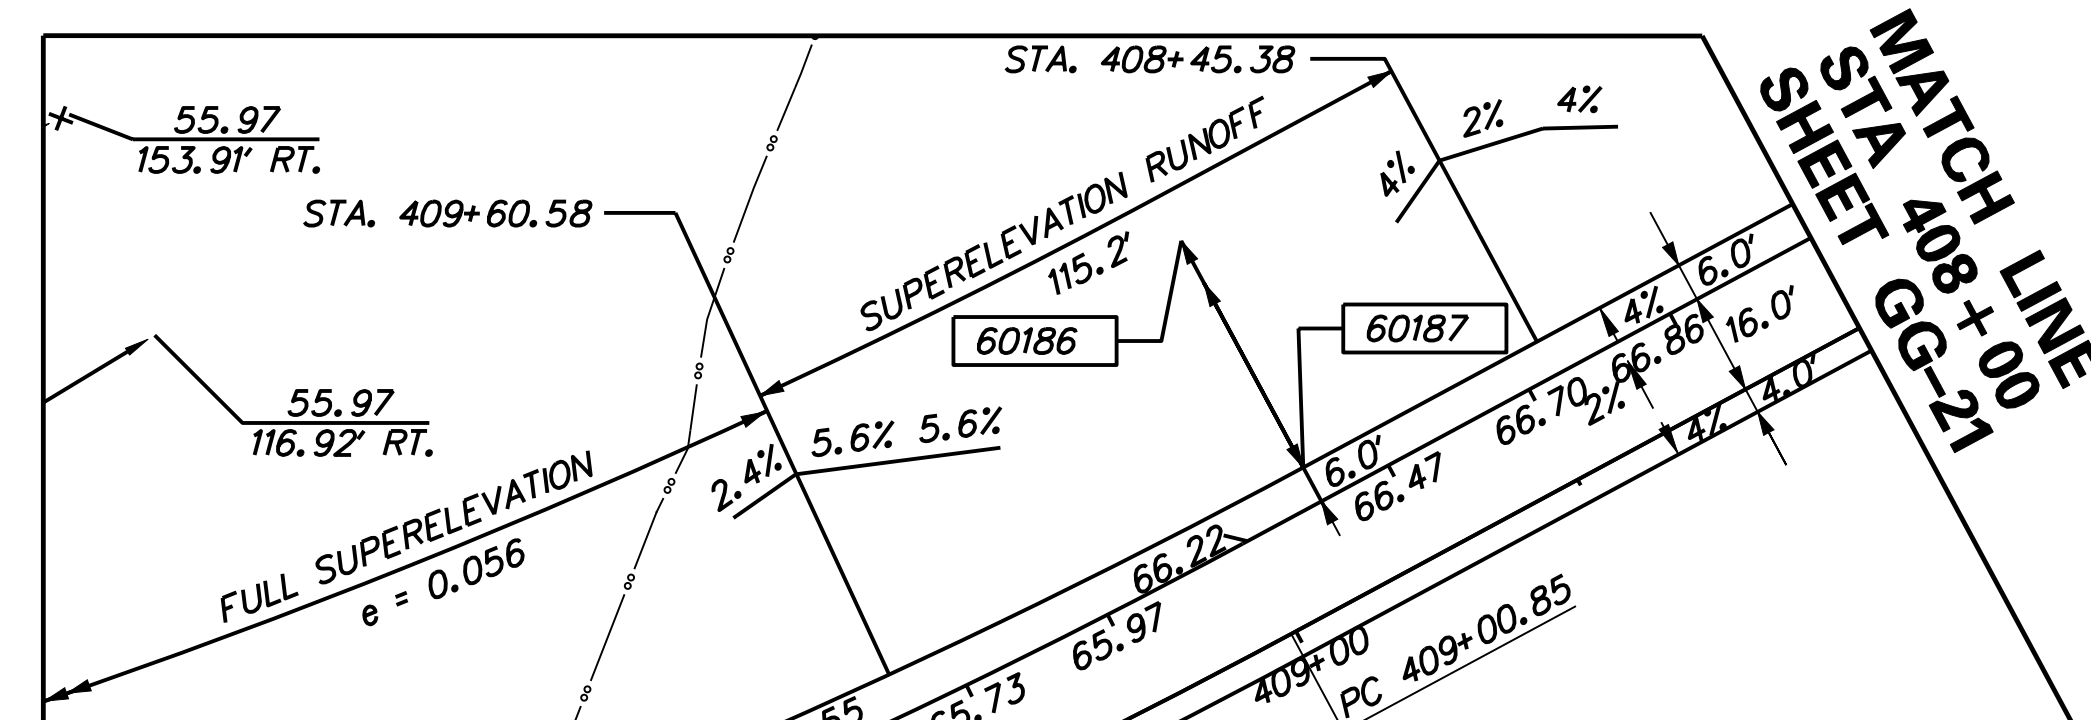 STA. 408+45.38
MATCH LINE
STA 408+00
SHEET GG-21
55.97
153.91' RT.
2% 4%
4%
STA. 409+60.58
SUPERELEVATION RUNOFF
115.2'
6.0'
4%
16.0'
66.86
60186
60187
55.97
116.92' RT.
66.70
2%
4.0'
4%
5.6% 5.6%
2.4%
6.0'
66.47
FULL SUPERELEVATION
e = 0.056
66.22
65.97
409+00
PC 409+00.85